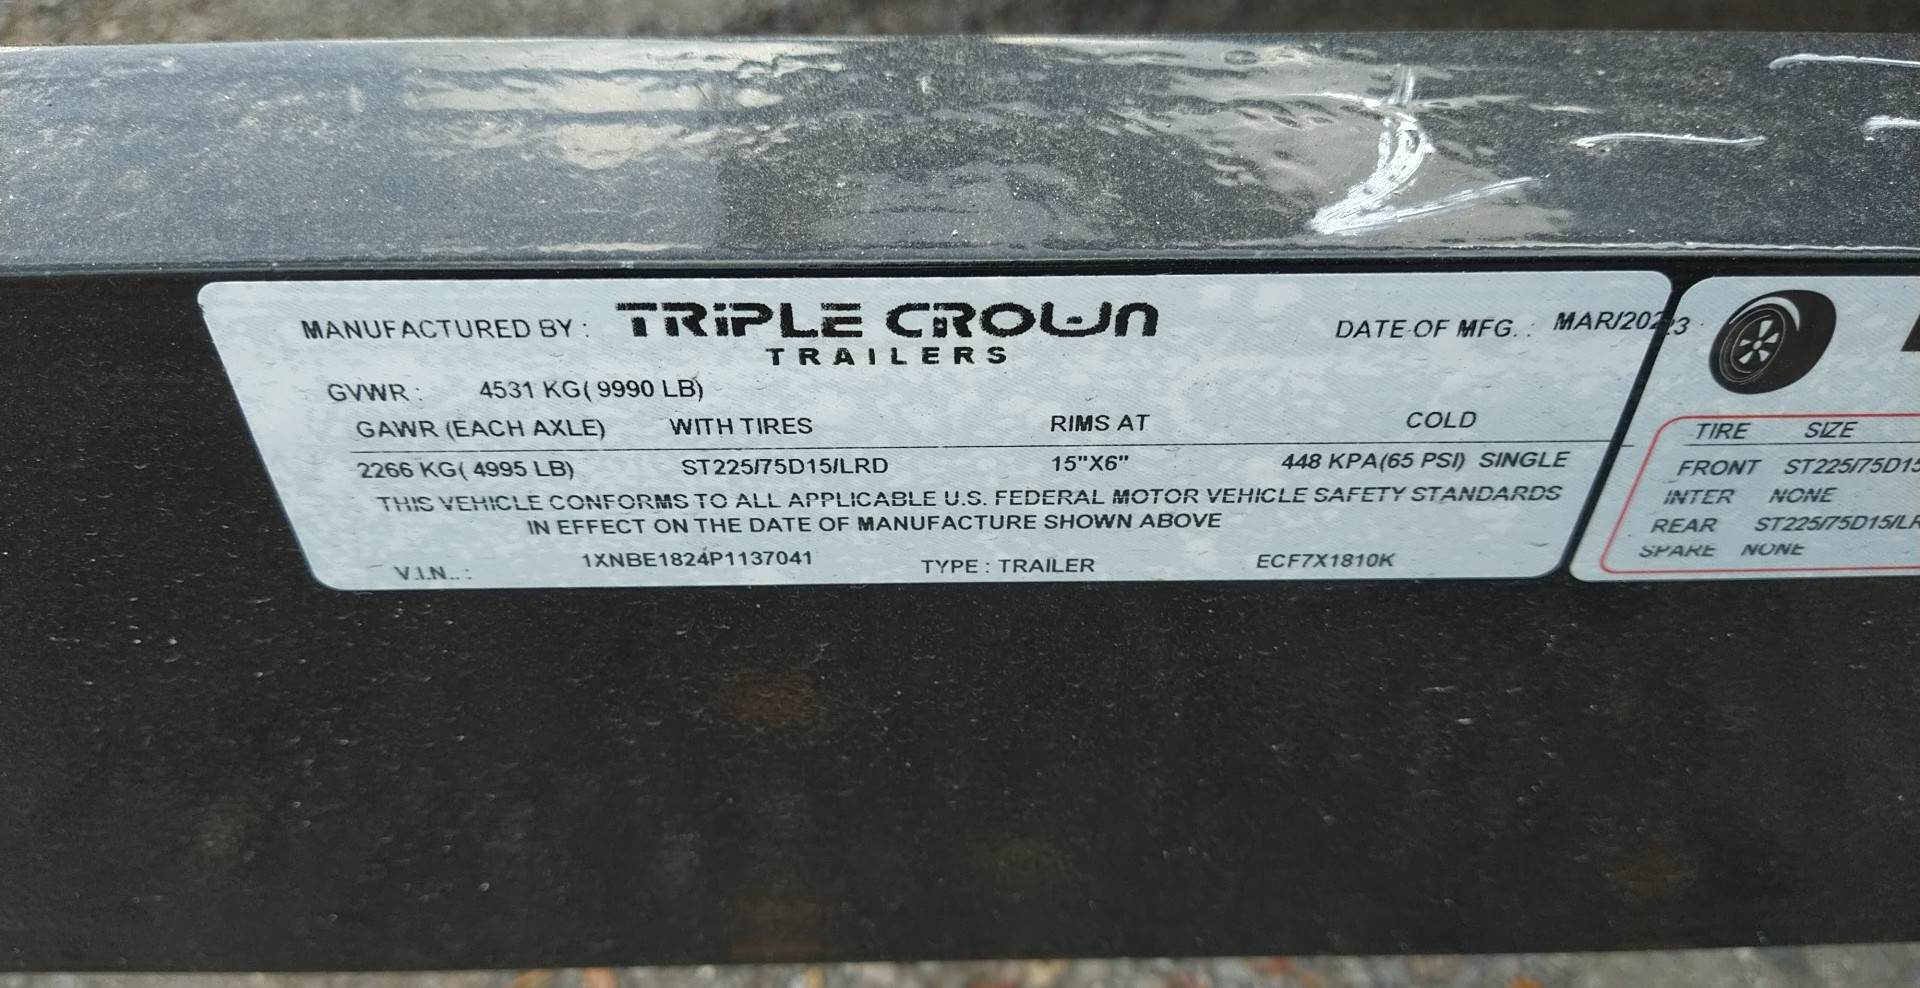 MANUFACTURED BY : TRIPLE CROWN DATE OF MFG. : MAR/2023
TRAILERS
GVWR : 4531 KG( 9990 LB)
GAWR (EACH AXLE) WITH TIRES RIMS AT COLD
2266 KG( 4995 LB) ST225/75D15/LRD 15"X6" 448 KPA(65 PSI) SINGLE
THIS VEHICLE CONFORMS TO ALL APPLICABLE U.S. FEDERAL MOTOR VEHICLE SAFETY STANDARDS
IN EFFECT ON THE DATE OF MANUFACTURE SHOWN ABOVE
V.I.N..: 1XNBE1824P1137041 TYPE : TRAILER ECF7X1810K
TIRE SIZE
FRONT ST225/75D15
INTER NONE
REAR ST225/75D15/LR
SPARE NONE